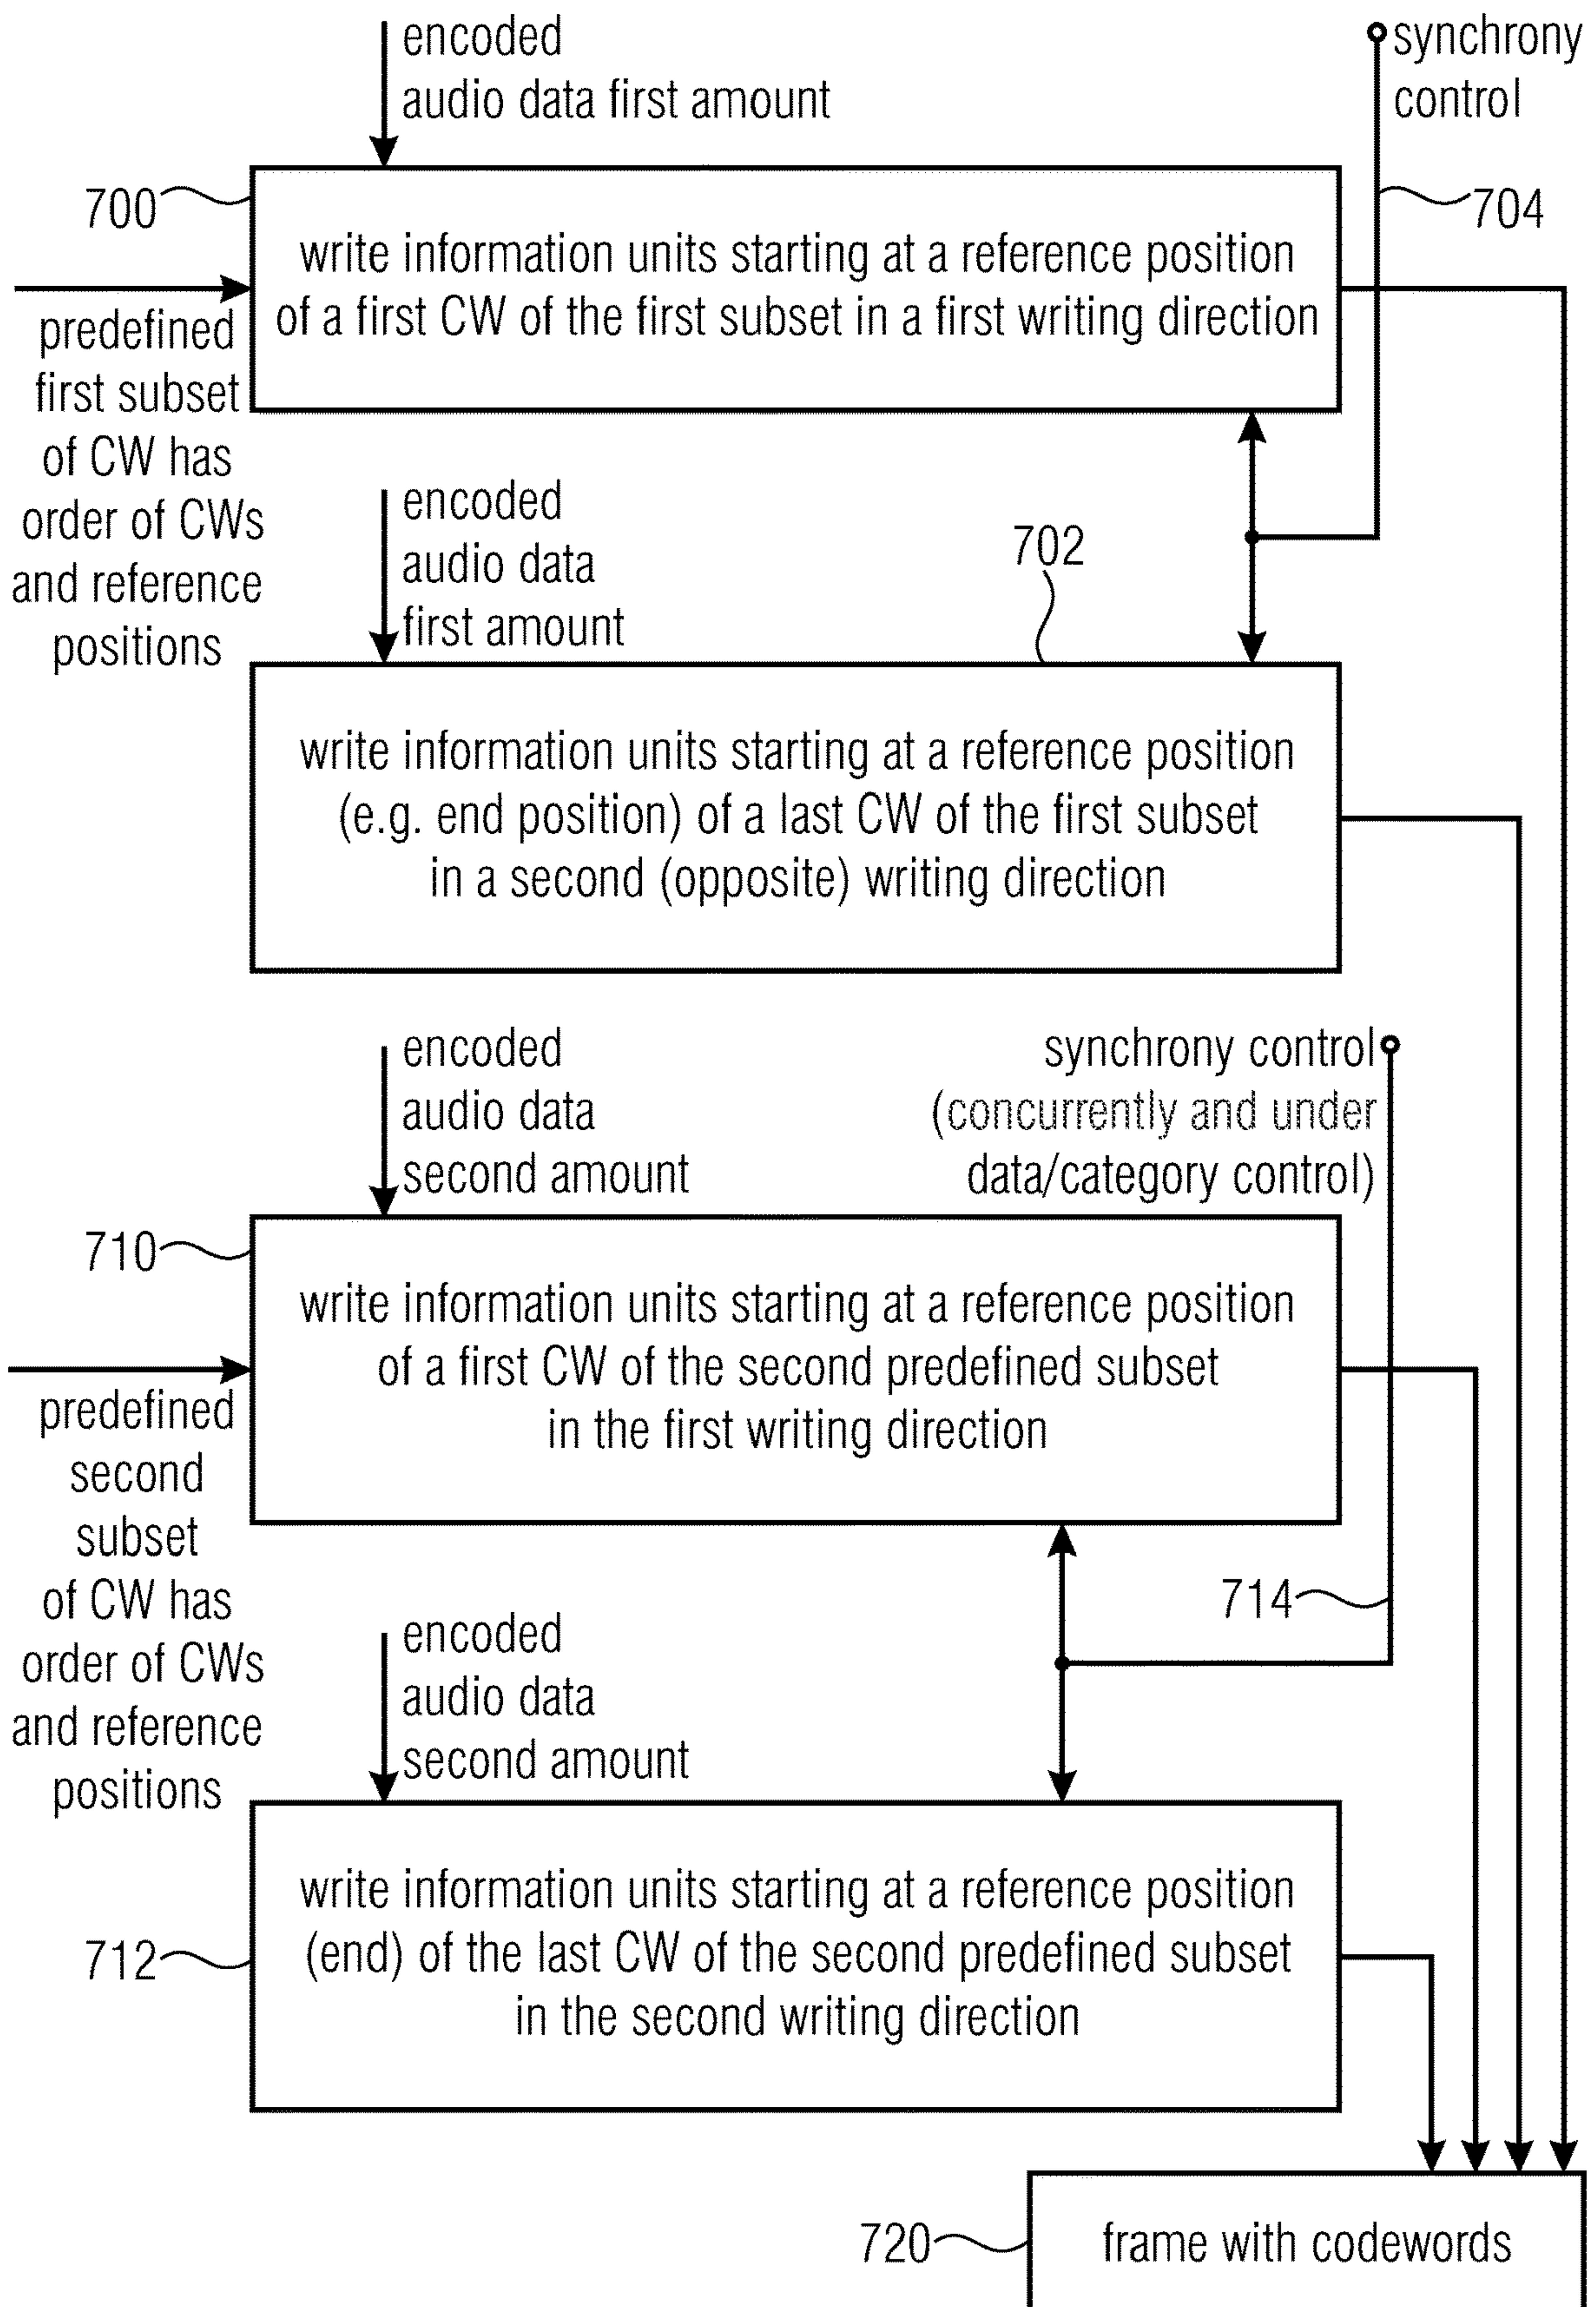 encoded
audio data first amount
synchrony
control
700
704
write information units starting at a reference position
of a first CW of the first subset in a first writing direction
predefined
first subset
of CW has
order of CWs
and reference
positions
encoded
audio data
first amount
702
write information units starting at a reference position
(e.g. end position) of a last CW of the first subset
in a second (opposite) writing direction
encoded
audio data
second amount
synchrony control
(concurrently and under
data/category control)
710
write information units starting at a reference position
of a first CW of the second predefined subset
in the first writing direction
predefined
second
subset
of CW has
order of CWs
and reference
positions
714
encoded
audio data
second amount
712
write information units starting at a reference position
(end) of the last CW of the second predefined subset
in the second writing direction
720
frame with codewords